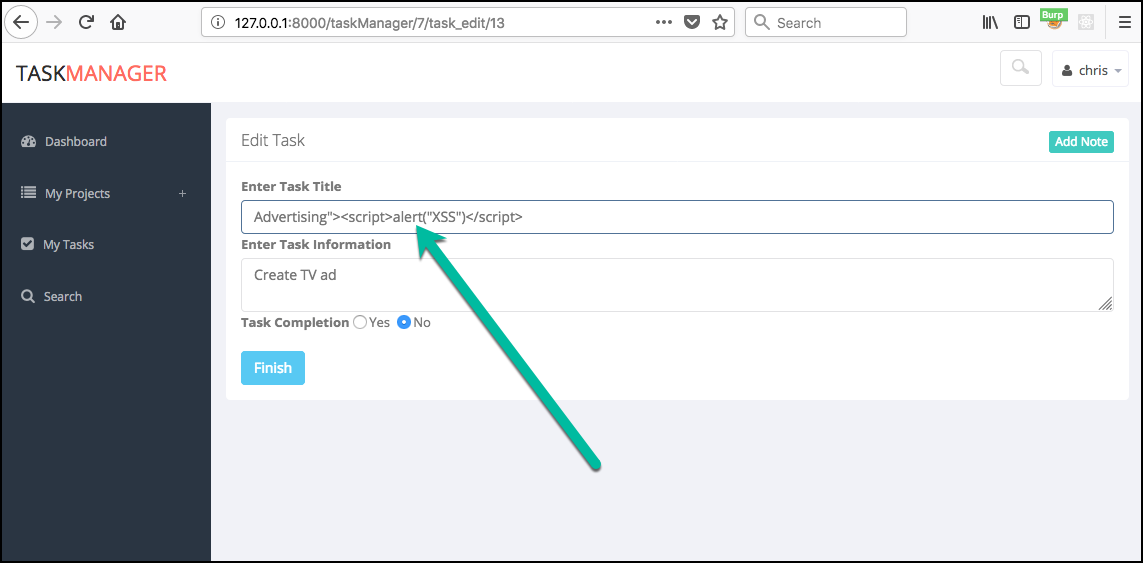 127.0.0.1:8000/taskManager/7/task_edit/13
Search
Burp
TASKMANAGER
chris
Dashboard
My Projects +
My Tasks
Search
Edit Task
Add Note
Enter Task Title
Advertising"><script>alert("XSS")</script>
Enter Task Information
Create TV ad
Task Completion Yes No
Finish